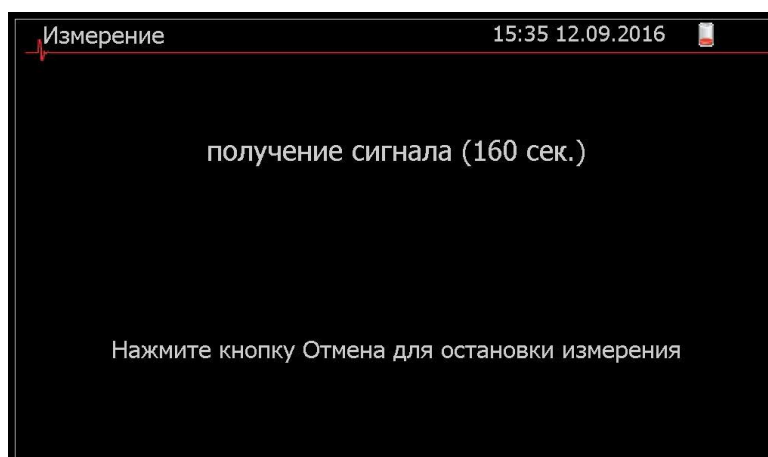 Измерение 15:35 12.09.2016
получение сигнала (160 сек.)
Нажмите кнопку Отмена для остановки измерения